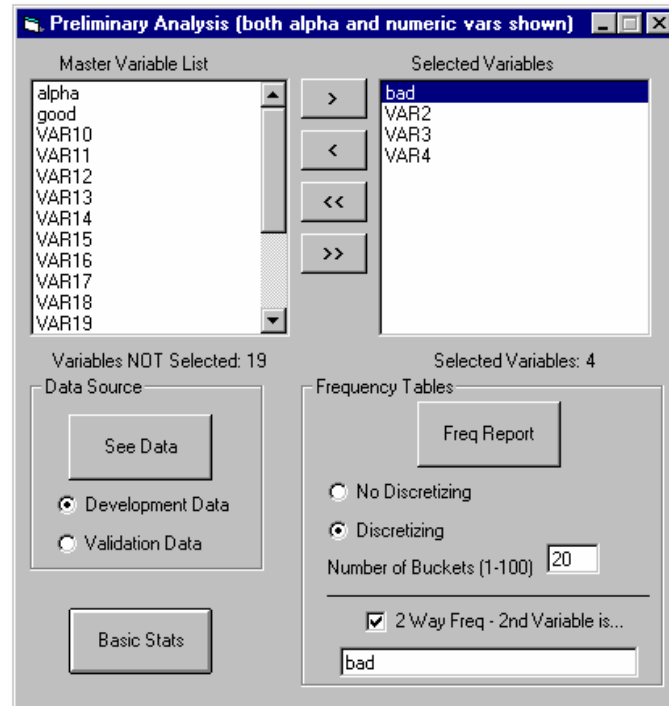 Preliminary Analysis (both alpha and numeric vars shown)
Master Variable List
alpha
good
VAR10
VAR11
VAR12
VAR13
VAR14
VAR15
VAR16
VAR17
VAR18
VAR19
>
<
<<
>>
Selected Variables
bad
VAR2
VAR3
VAR4
Variables NOT Selected: 19
Selected Variables: 4
Data Source
See Data
Development Data
Validation Data
Basic Stats
Frequency Tables
Freq Report
No Discretizing
Discretizing
Number of Buckets (1-100) 20
2 Way Freq - 2nd Variable is...
bad